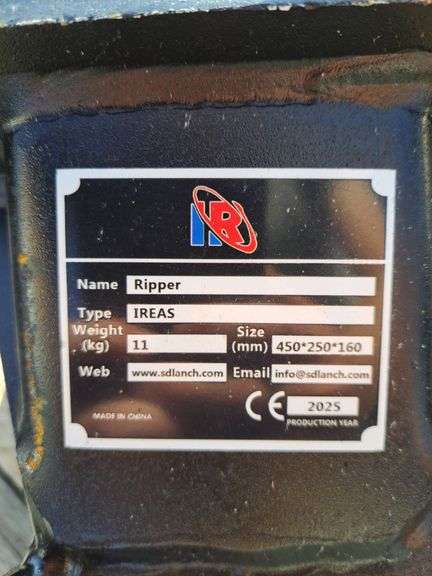 HR
Name Ripper
Type IREAS
Weight (kg) 11 Size (mm) 450*250*160
Web www.sdlanch.com Email info@sdlanch.com
MADE IN CHINA CE 2025
PRODUCTION YEAR